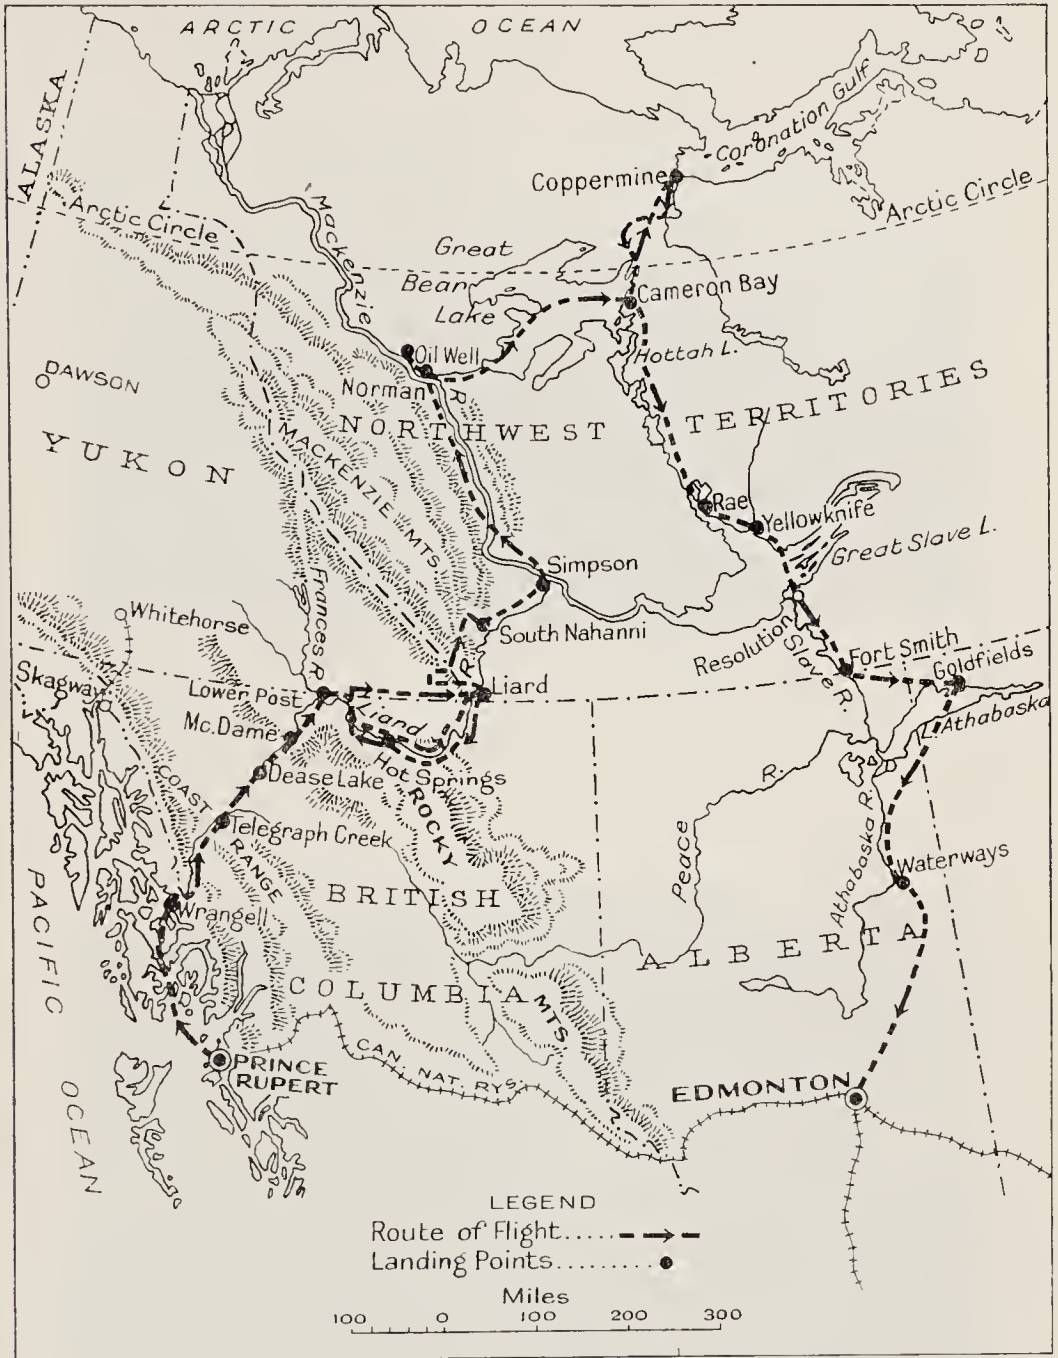 ARCTIC OCEAN
ALASKA
Coronation Gulf
Coppermine
Arctic Circle
Arctic Circle
Mackenzie
R
Great
Bear
Lake
Cameron Bay
Oil Well
Norman
Hottah L.
DAWSON
YUKON
NORTHWEST TERRITORIES
MACKENZIE MTS.
Rae
Yellowknife
Great Slave L.
Simpson
Frances R.
Whitehorse
South Nahanni
Resolution
Slave R.
Fort Smith
Goldfields
Skagway
Lower Post
Liard
R.
Liard
L. Athabaska
Mc. Dame
Hot Springs
Dease Lake
COAST
RANGE
ROCKY
MTS.
Telegraph Creek
Peace
R.
Athabaska R.
Waterways
Wrangell
BRITISH
COLUMBIA
ALBERTA
PACIFIC
OCEAN
CAN. NAT. RYS.
PRINCE
RUPERT
EDMONTON
LEGEND
Route of Flight.....
Landing Points.........
Miles
100 0 100 200 300